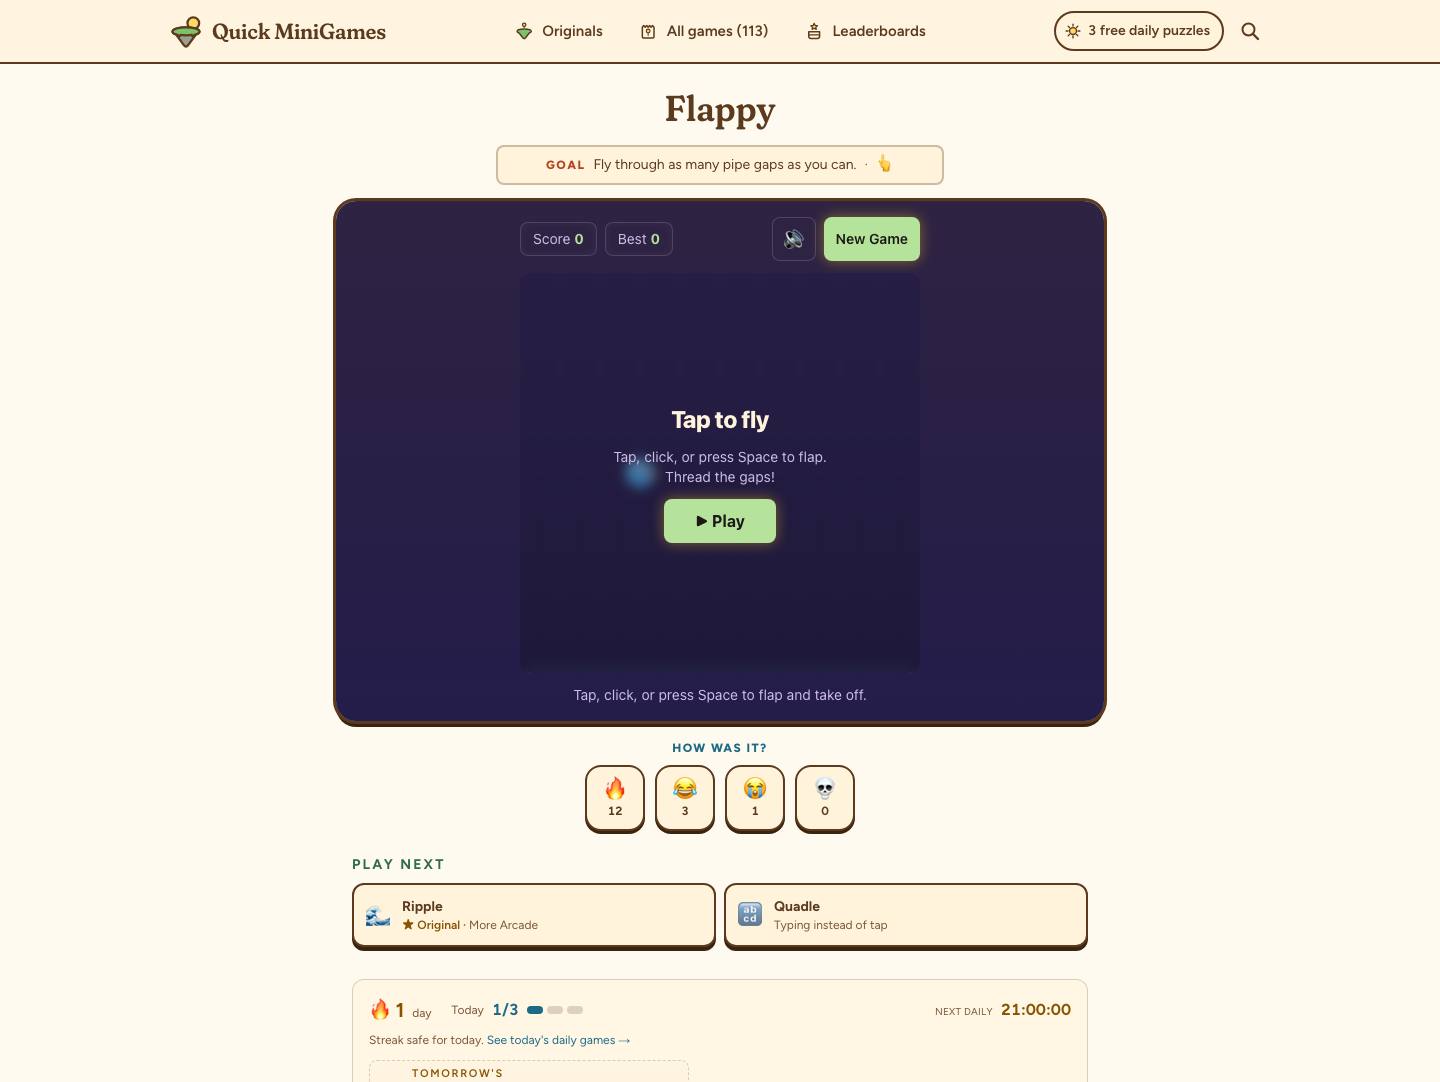 Quick MiniGames
Originals
All games (113)
Leaderboards
3 free daily puzzles
Flappy
GOAL Fly through as many pipe gaps as you can. ·
Score 0
Best 0
New Game
Tap to fly
Tap, click, or press Space to flap.
Thread the gaps!
Play
Tap, click, or press Space to flap and take off.
HOW WAS IT?
12
3
1
0
PLAY NEXT
Ripple
Original · More Arcade
abcd
Quadle
Typing instead of tap
1 day
Today 1/3
NEXT DAILY 21:00:00
Streak safe for today. See today's daily games →
TOMORROW'S